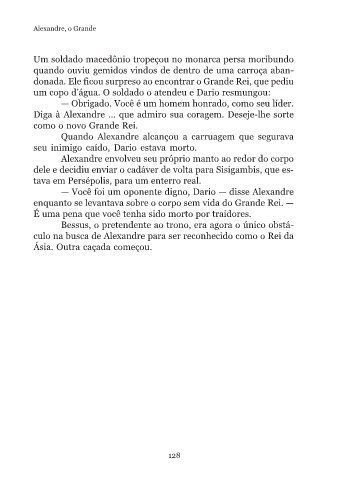 Alexandre, o Grande
Um soldado macedônio tropeçou no monarca persa moribundo
quando ouviu gemidos vindos de dentro de uma carroça aban-
donada. Ele ficou surpreso ao encontrar o Grande Rei, que pediu
um copo d'água. O soldado o atendeu e Dario resmungou:
— Obrigado. Você é um homem honrado, como seu líder.
Diga à Alexandre ... que admiro sua coragem. Deseje-lhe sorte
como o novo Grande Rei.
Quando Alexandre alcançou a carruagem que segurava
seu inimigo caído, Dario estava morto.
Alexandre envolveu seu próprio manto ao redor do corpo
dele e decidiu enviar o cadáver de volta para Sisigambis, que es-
tava em Persépolis, para um enterro real.
— Você foi um oponente digno, Dario — disse Alexandre
enquanto se levantava sobre o corpo sem vida do Grande Rei. —
É uma pena que você tenha sido morto por traidores.
Bessus, o pretendente ao trono, era agora o único obstá-
culo na busca de Alexandre para ser reconhecido como o Rei da
Ásia. Outra caçada começou.
128